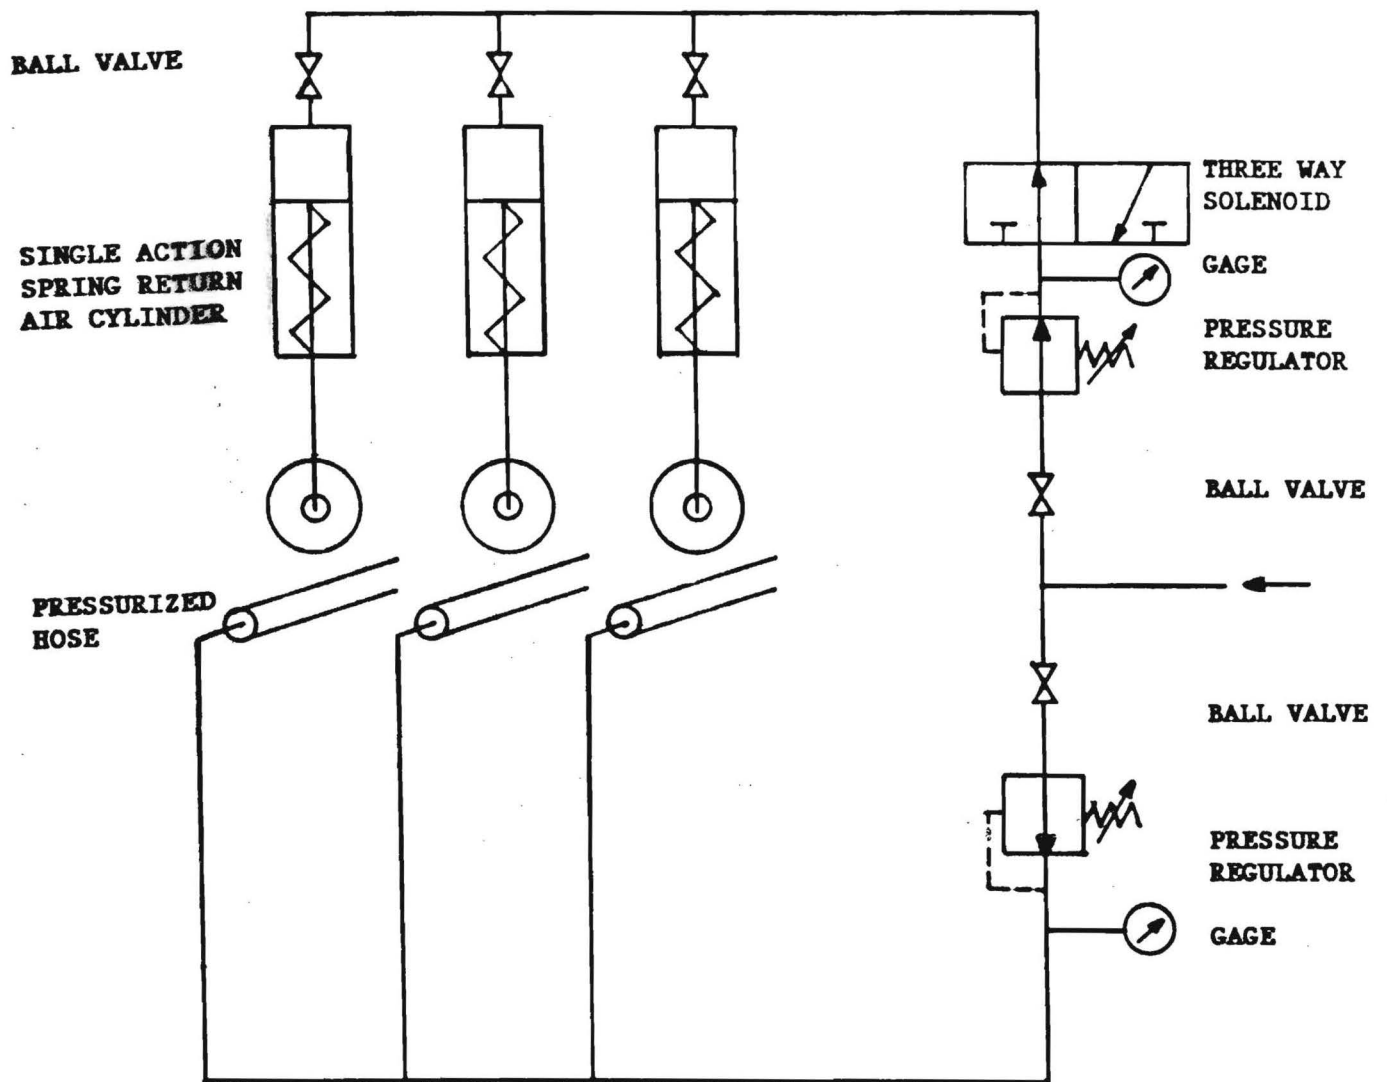 BALL VALVE
THREE WAY
SOLENOID
SINGLE ACTION
SPRING RETURN
AIR CYLINDER
GAGE
PRESSURE
REGULATOR
BALL VALVE
PRESSURIZED
HOSE
BALL VALVE
PRESSURE
REGULATOR
GAGE